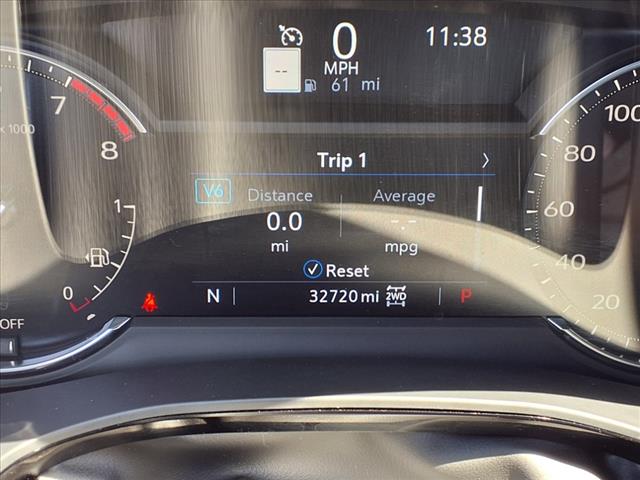 0
11:38
MPH
--
61 mi
7
8
x 1000
1
0
OFF
Trip 1 >
V6
Distance
Average
0.0
-.-
mi
mpg
Reset
N
32720 mi
2WD
P
100
80
60
40
20